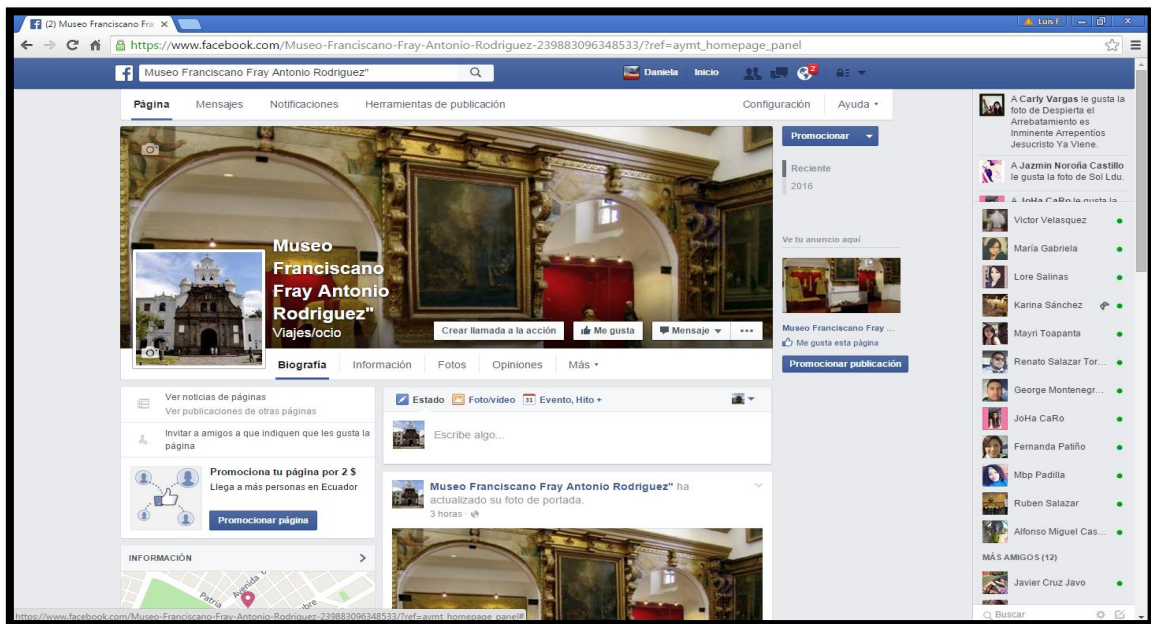 (2) Museo Franciscano Fra
Luis f
https://www.facebook.com/Museo-Franciscano-Fray-Antonio-Rodriguez-239883096348533/?ref=aymt_homepage_panel
Museo Franciscano Fray Antonio Rodriguez"
Daniela Inicio
2
Página Mensajes Notificaciones Herramientas de publicación Configuración Ayuda
Museo
Franciscano
Fray Antonio
Rodriguez"
Viajes/ocio
Crear llamada a la acción Me gusta Mensaje
Biografía Información Fotos Opiniones Más
Promocionar
Reciente
2016
Ve tu anuncio aquí
Museo Franciscano Fray ...
Me gusta esta página
Promocionar publicación
Ver noticias de páginas
Ver publicaciones de otras páginas
Invitar a amigos a que indiquen que les gusta la
página
Promociona tu página por 2 $
Llega a más personas en Ecuador
Promocionar página
INFORMACIÓN
Patria
Avenida
Estado Foto/vídeo 31 Evento, Hito +
Escribe algo...
Museo Franciscano Fray Antonio Rodriguez" ha
actualizado su foto de portada.
3 horas ·
A Carly Vargas le gusta la
foto de Despierta el
Arrebatamiento es
Inminente Arrepentíos
Jesucristo Ya Viene.
A Jazmin Noroña Castillo
le gusta la foto de Sol Ldu.
A JoHa CaRo le gusta la
Victor Velasquez
María Gabriela
Lore Salinas
Karina Sánchez
Mayri Toapanta
Renato Salazar Tor...
George Montenegr...
JoHa CaRo
Fernanda Patiño
Mbp Padilla
Ruben Salazar
Alfonso Miguel Cas...
MÁS AMIGOS (12)
Javier Cruz Javo
Buscar
https://www.facebook.com/Museo-Franciscano-Fray-Antonio-Rodriguez-239883096348533/?ref=aymt_homepage_panel#